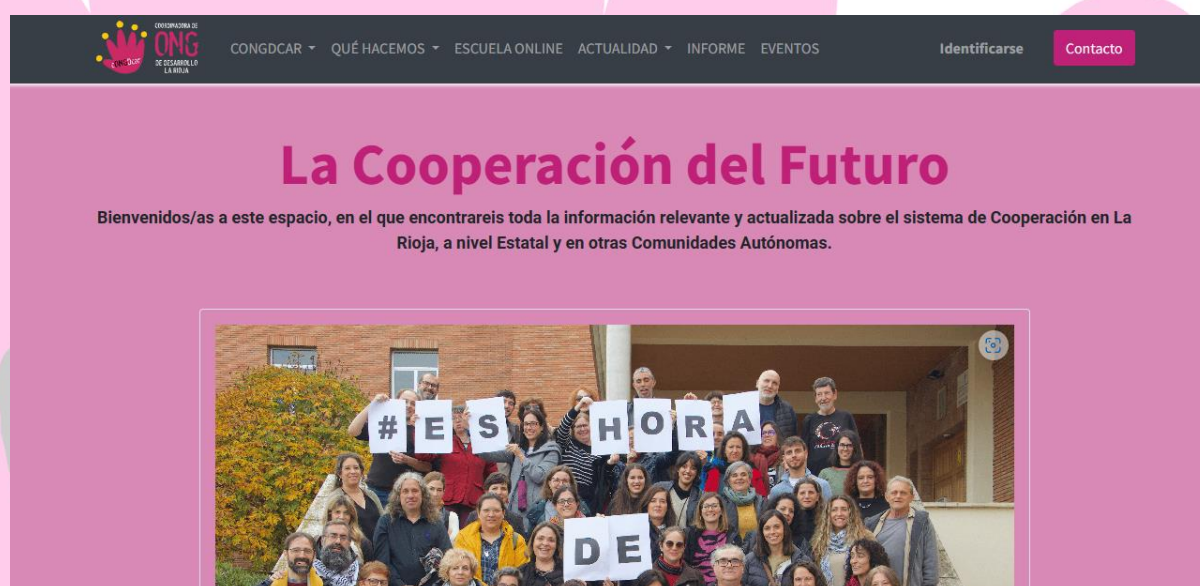 COORDINADORA DE
ONG
DE DESARROLLO
LA RIOJA
CONGDCAR
CONGDCAR QUÉ HACEMOS ESCUELA ONLINE ACTUALIDAD INFORME EVENTOS Identificarse Contacto
La Cooperación del Futuro
Bienvenidos/as a este espacio, en el que encontrareis toda la información relevante y actualizada sobre el sistema de Cooperación en La
Rioja, a nivel Estatal y en otras Comunidades Autónomas.
#ES HORA
DE